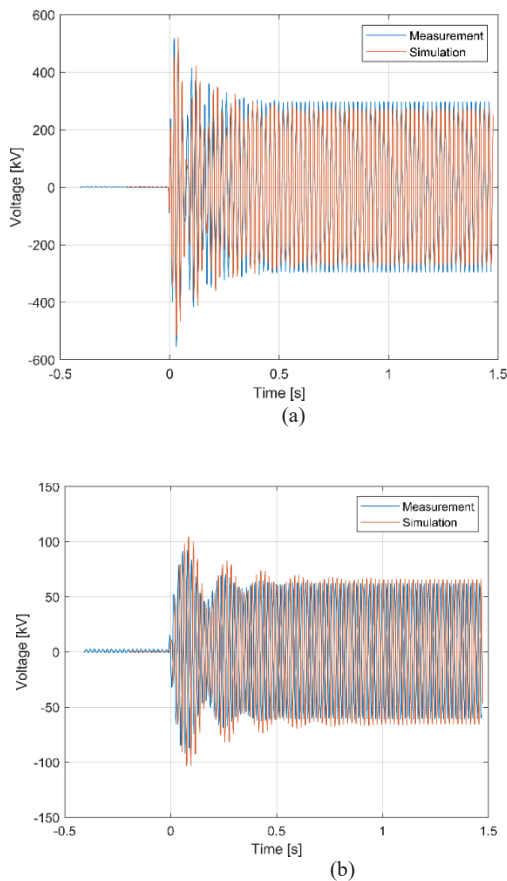 600
400
200
0
-200
-400
-600
Voltage [kV]
Measurement
Simulation
-0.5
0
0.5
1
1.5
Time [s]
(a)
150
100
50
0
-50
-100
-150
Voltage [kV]
Measurement
Simulation
-0.5
0
0.5
1
1.5
Time [s]
(b)